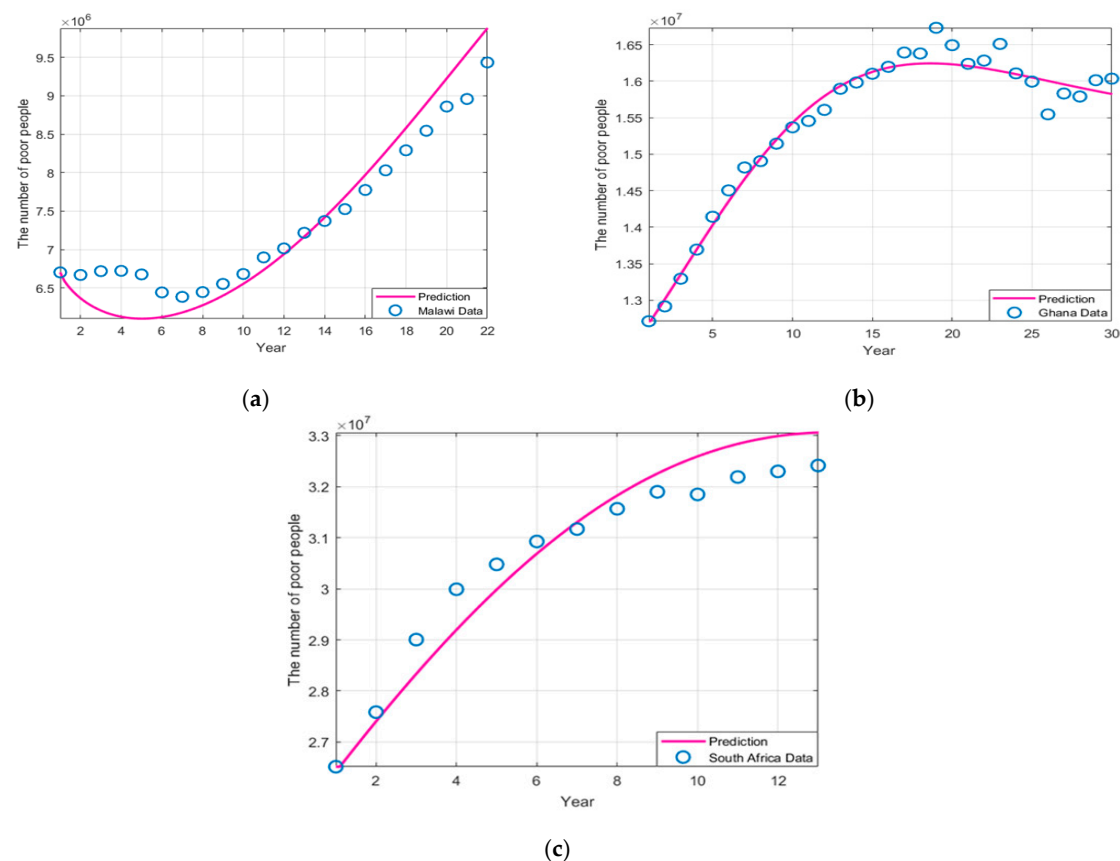 ×10⁶
9.5
9
8.5
8
7.5
7
6.5
2 4 6 8 10 12 14 16 18 20 22
The number of poor people
Year
Prediction
Malawi Data
(a)
×10⁷
1.65
1.6
1.55
1.5
1.45
1.4
1.35
1.3
5 10 15 20 25 30
The number of poor people
Year
Prediction
Ghana Data
(b)
×10⁷
3.3
3.2
3.1
3
2.9
2.8
2.7
2 4 6 8 10 12
The number of poor people
Year
Prediction
South Africa Data
(c)